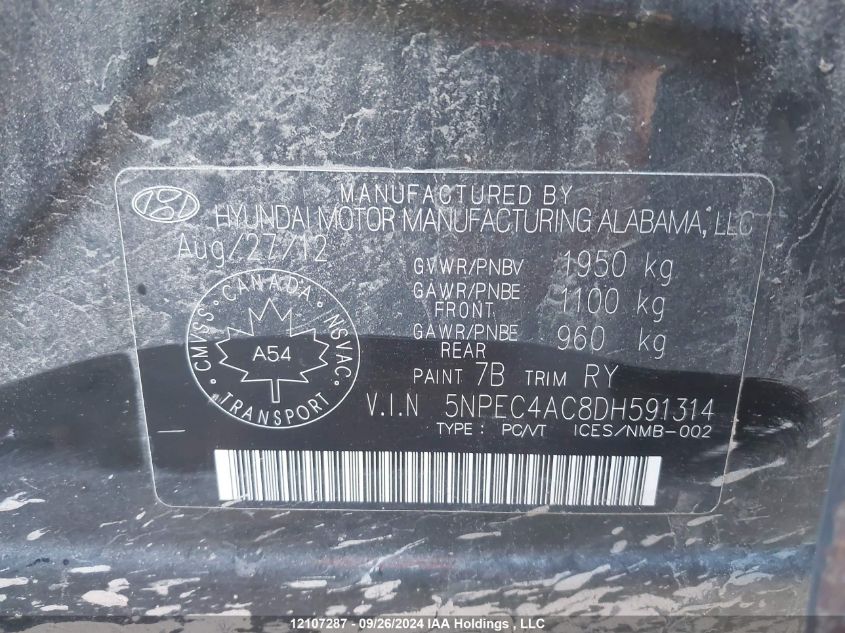 MANUFACTURED BY
HYUNDAI MOTOR MANUFACTURING ALABAMA, LLC
Aug/27/12
GVWR/PNBV 1950 kg
GAWR/PNBE FRONT 1100 kg
GAWR/PNBE REAR 960 kg
CMVSS CANADA NSVAC
A54
TRANSPORT
PAINT 7B TRIM RY
V.I.N 5NPEC4AC8DH591314
TYPE : PC/VT ICES/NMB-002
12107287 - 09/26/2024 IAA Holdings , LLC